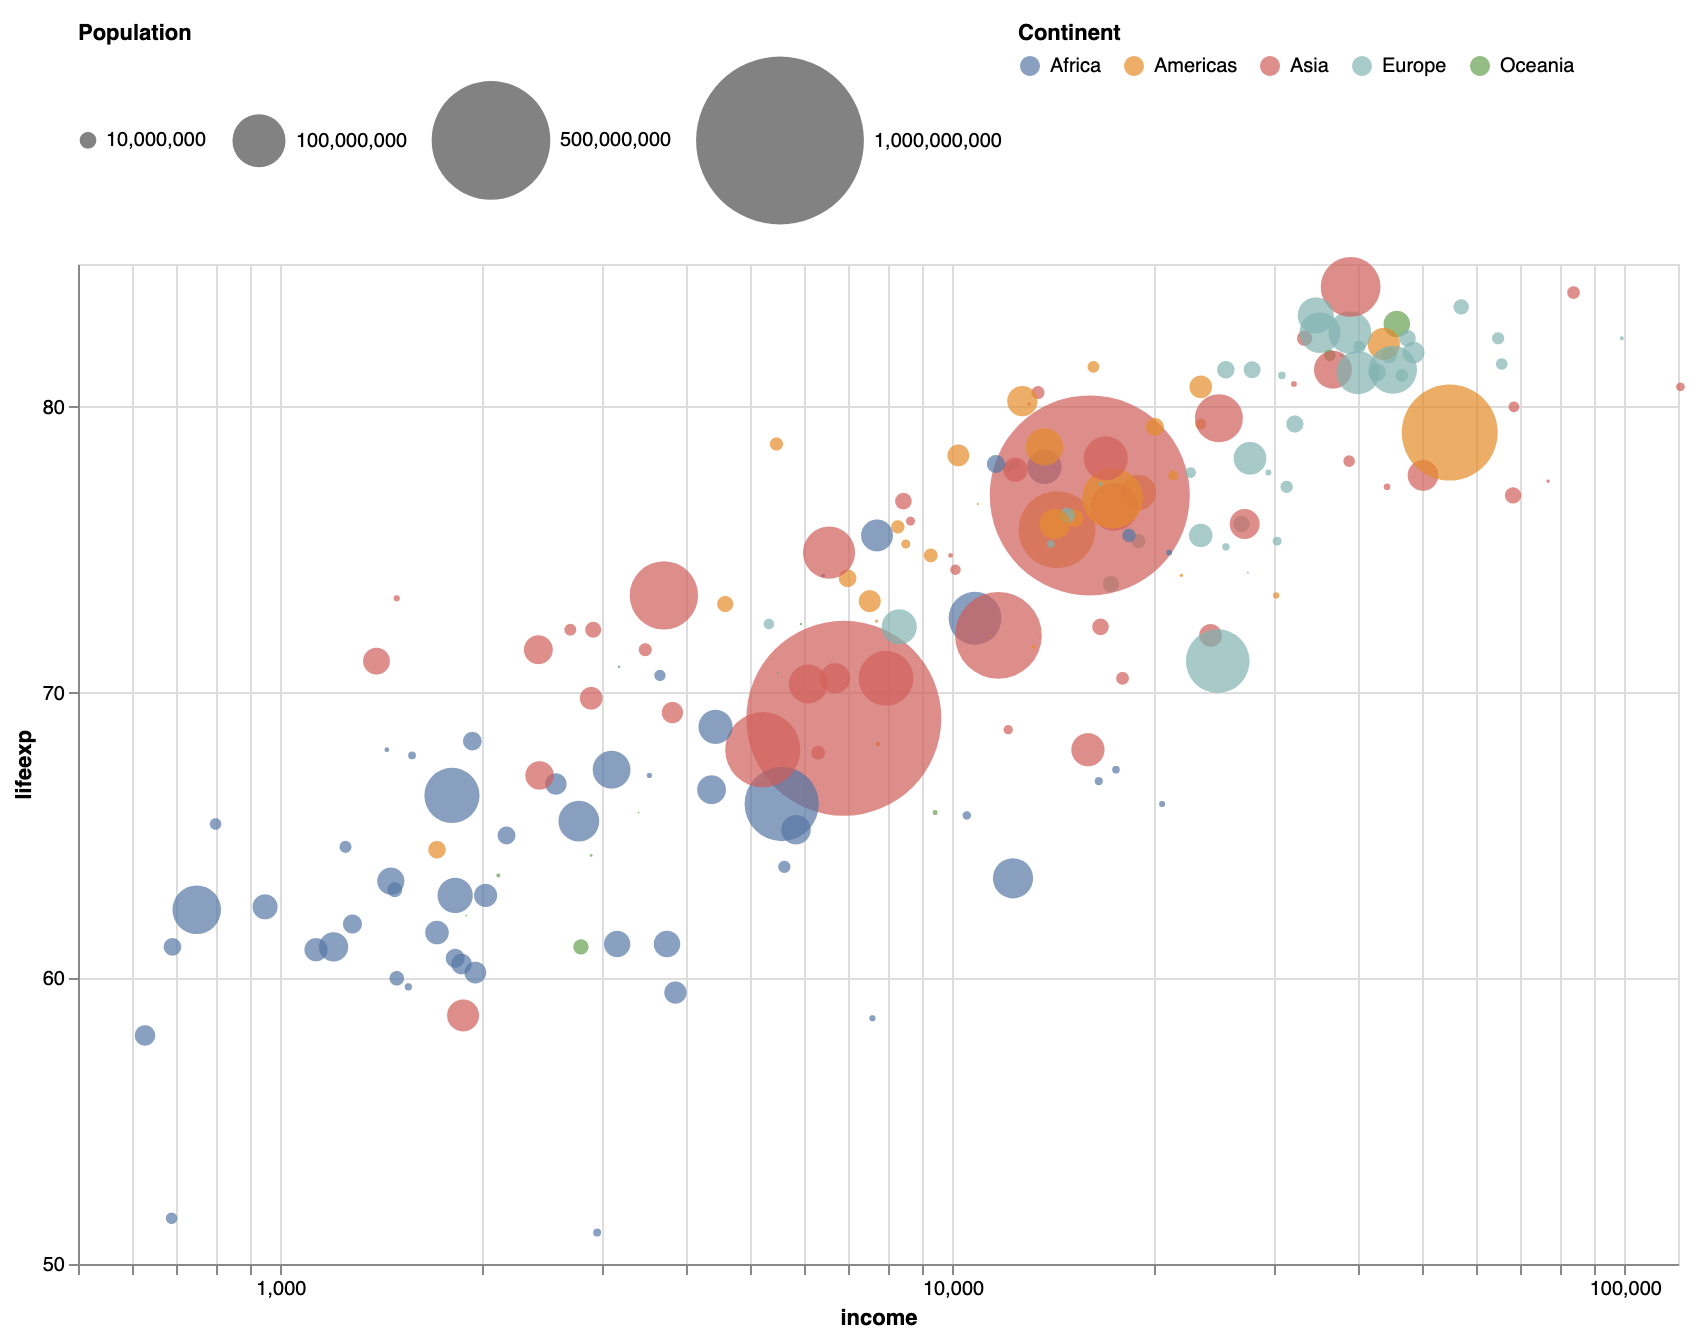 Population
Continent
Africa Americas Asia Europe Oceania
10,000,000 100,000,000 500,000,000 1,000,000,000
80
70
60
50
lifeexp
1,000 10,000 100,000
income